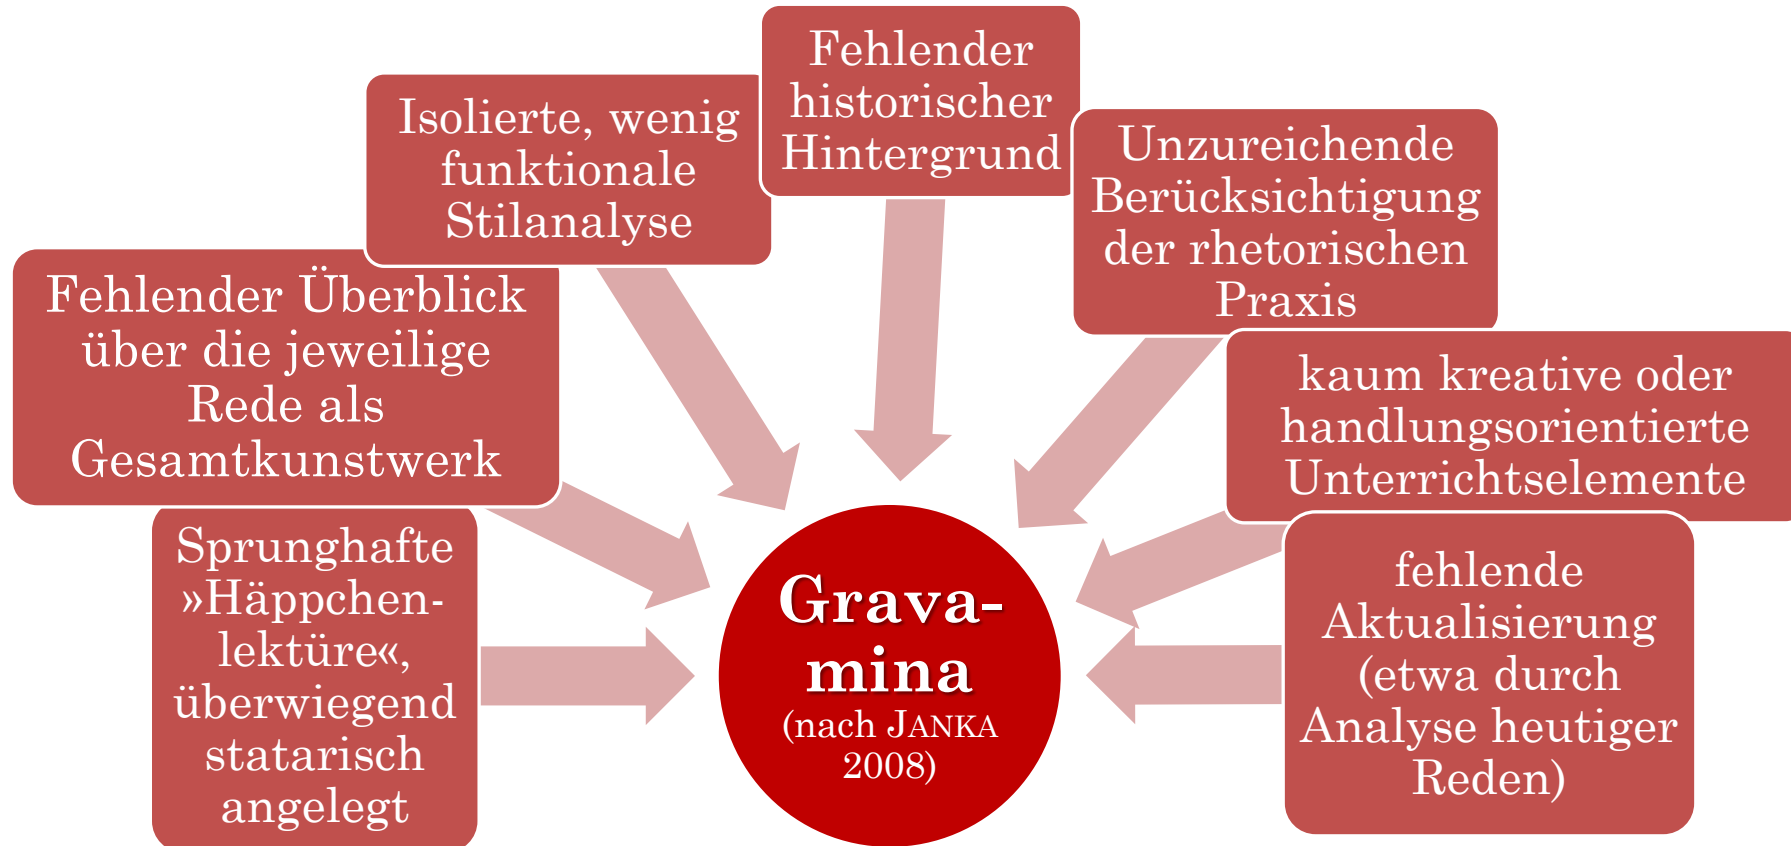 Sprunghafte
»Häppchen-
lektüre«,
überwiegend
statarisch
angelegt
Fehlender Überblick
über die jeweilige
Rede als
Gesamtkunstwerk
Isolierte, wenig
funktionale
Stilanalyse
Fehlender
historischer
Hintergrund
Unzureichende
Berücksichtigung
der rhetorischen
Praxis
kaum kreative oder
handlungsorientierte
Unterrichtselemente
fehlende
Aktualisierung
(etwa durch
Analyse heutiger
Reden)
Grava-
mina
(nach JANKA
2008)